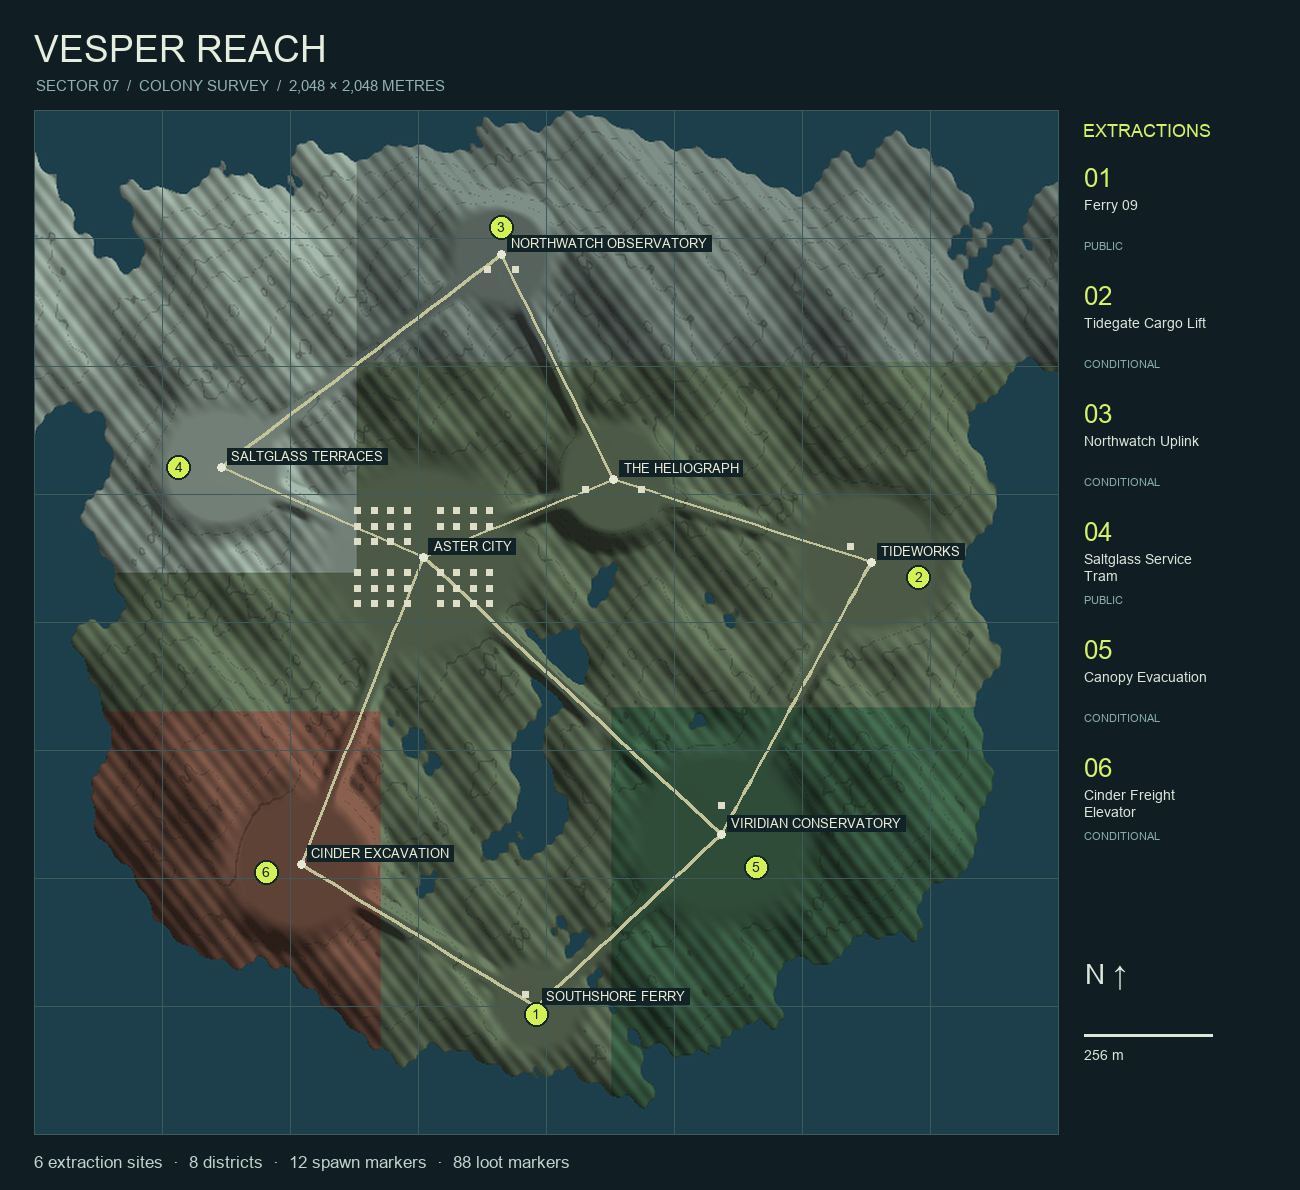 VESPER REACH
SECTOR 07 / COLONY SURVEY / 2,048 × 2,048 METRES
3
NORTHWATCH OBSERVATORY
SALTGLASS TERRACES
4
THE HELIOGRAPH
ASTER CITY
TIDEWORKS
2
VIRIDIAN CONSERVATORY
CINDER EXCAVATION
6
5
SOUTHSHORE FERRY
1
EXTRACTIONS
01
Ferry 09
PUBLIC
02
Tidegate Cargo Lift
CONDITIONAL
03
Northwatch Uplink
CONDITIONAL
04
Saltglass Service
Tram
PUBLIC
05
Canopy Evacuation
CONDITIONAL
06
Cinder Freight
Elevator
CONDITIONAL
N ↑
256 m
6 extraction sites · 8 districts · 12 spawn markers · 88 loot markers